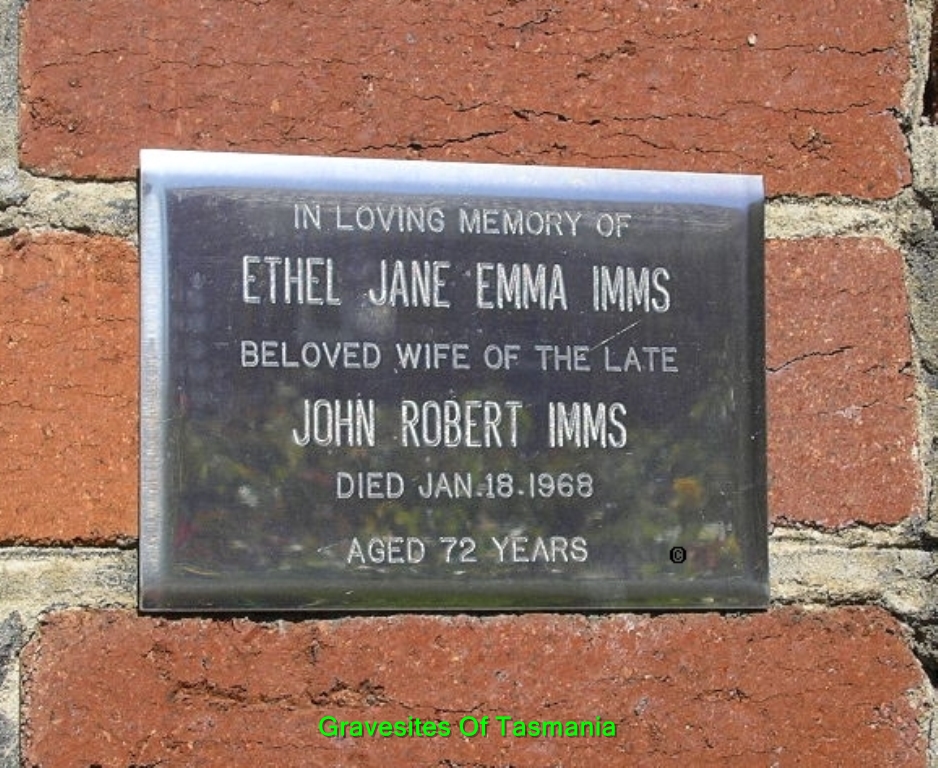 IN LOVING MEMORY OF
ETHEL JANE EMMA IMMS
BELOVED WIFE OF THE LATE
JOHN ROBERT IMMS
DIED JAN.18.1968
AGED 72 YEARS
©
Gravesites Of Tasmania